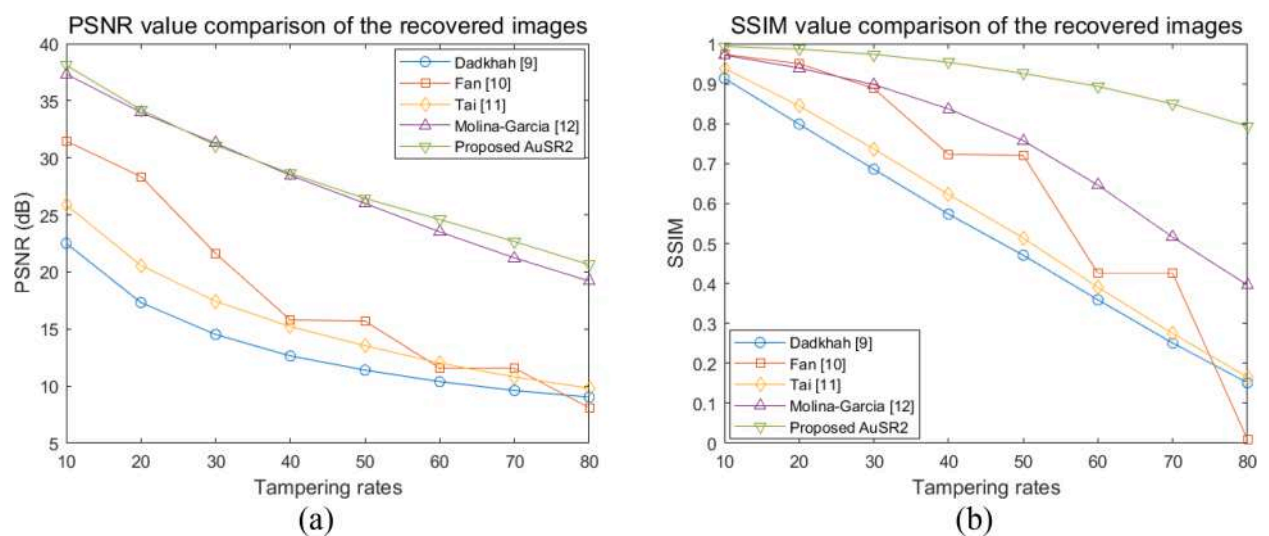 PSNR value comparison of the recovered images
40
35
30
25
20
15
10
5
PSNR (dB)
Dadkhah [9]
Fan [10]
Tai [11]
Molina-Garcia [12]
Proposed AuSR2
10 20 30 40 50 60 70 80
Tampering rates
(a)
SSIM value comparison of the recovered images
1
0.9
0.8
0.7
0.6
0.5
0.4
0.3
0.2
0.1
0
SSIM
Dadkhah [9]
Fan [10]
Tai [11]
Molina-Garcia [12]
Proposed AuSR2
10 20 30 40 50 60 70 80
Tampering rates
(b)